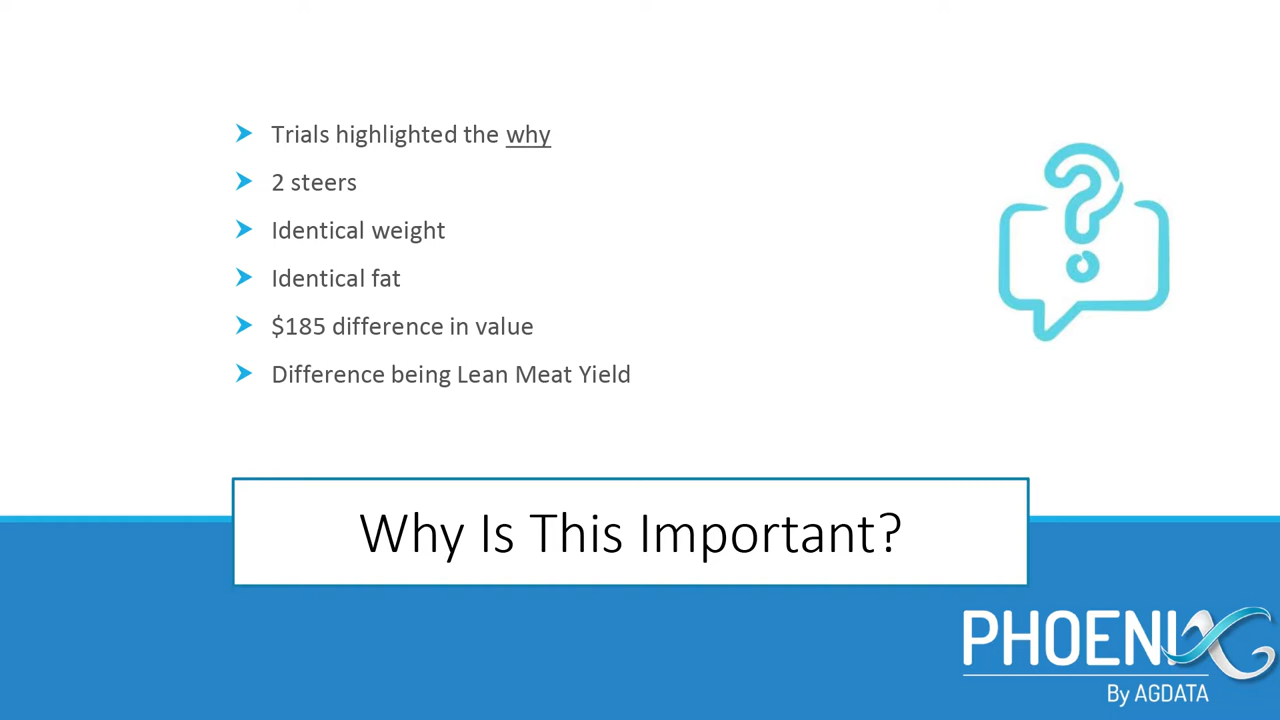 Trials highlighted the why
2 steers
Identical weight
Identical fat
$185 difference in value
Difference being Lean Meat Yield
Why Is This Important?
PHOENIX
By AGDATA